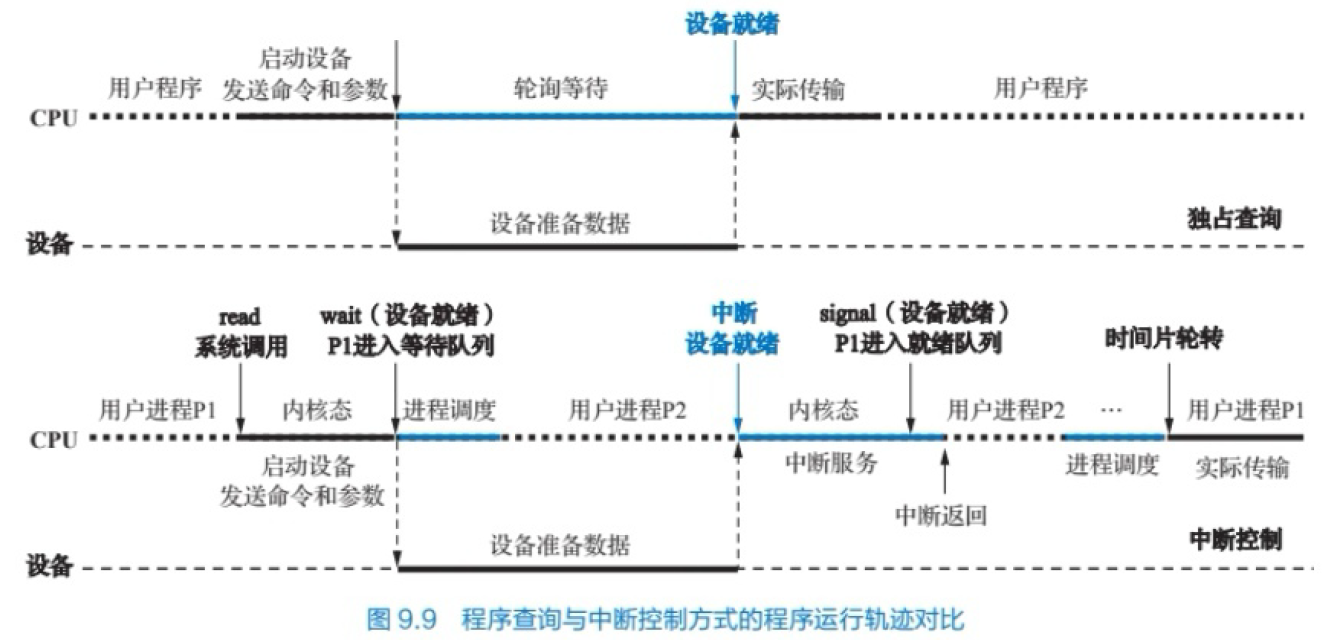 设备就绪
启动设备
用户程序 发送命令和参数 轮询等待 实际传输 用户程序
CPU
设备准备数据 独占查询
设备
read wait（设备就绪） 中断 signal（设备就绪）
系统调用 P1进入等待队列 设备就绪 P1进入就绪队列 时间片轮转
用户进程P1 内核态 进程调度 用户进程P2 内核态 用户进程P2 … 用户进程P1
CPU
启动设备 中断服务 进程调度 实际传输
发送命令和参数
中断返回
设备准备数据 中断控制
设备
图 9.9 程序查询与中断控制方式的程序运行轨迹对比